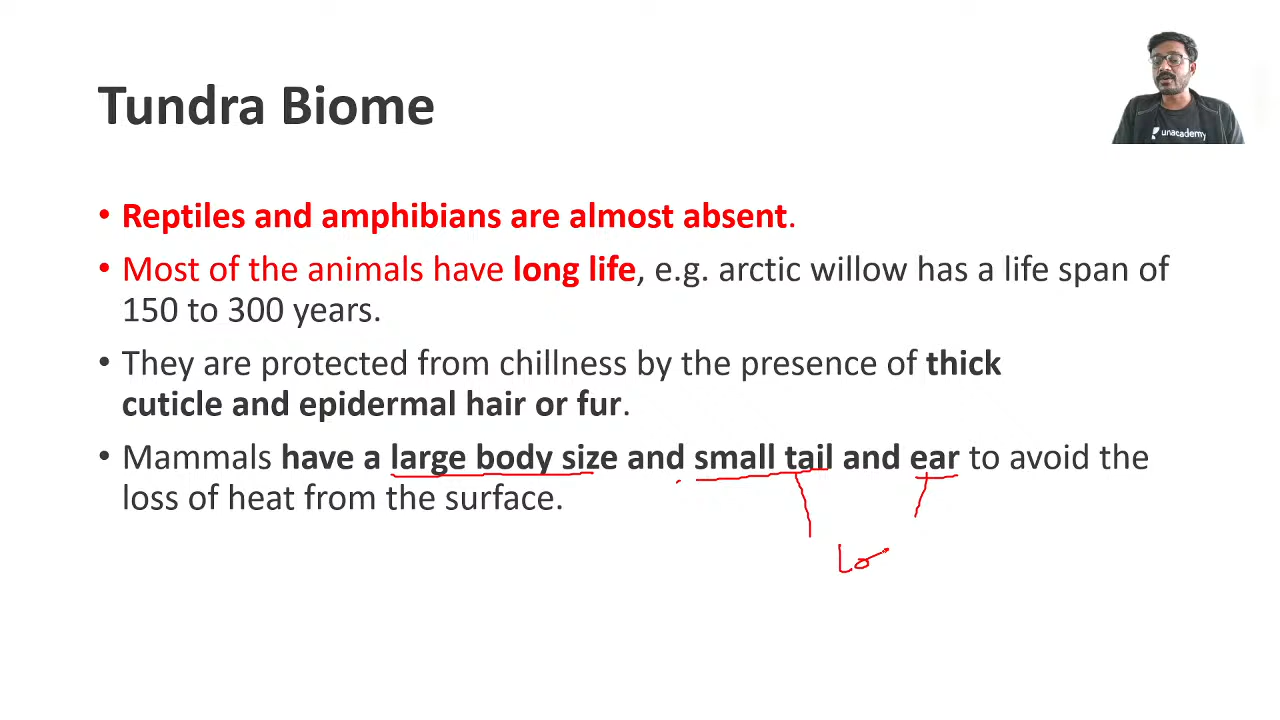 Tundra Biome
unacademy
• Reptiles and amphibians are almost absent.
• Most of the animals have long life, e.g. arctic willow has a life span of
150 to 300 years.
• They are protected from chillness by the presence of thick
cuticle and epidermal hair or fur.
• Mammals have a large body size and small tail and ear to avoid the
loss of heat from the surface.
Lo